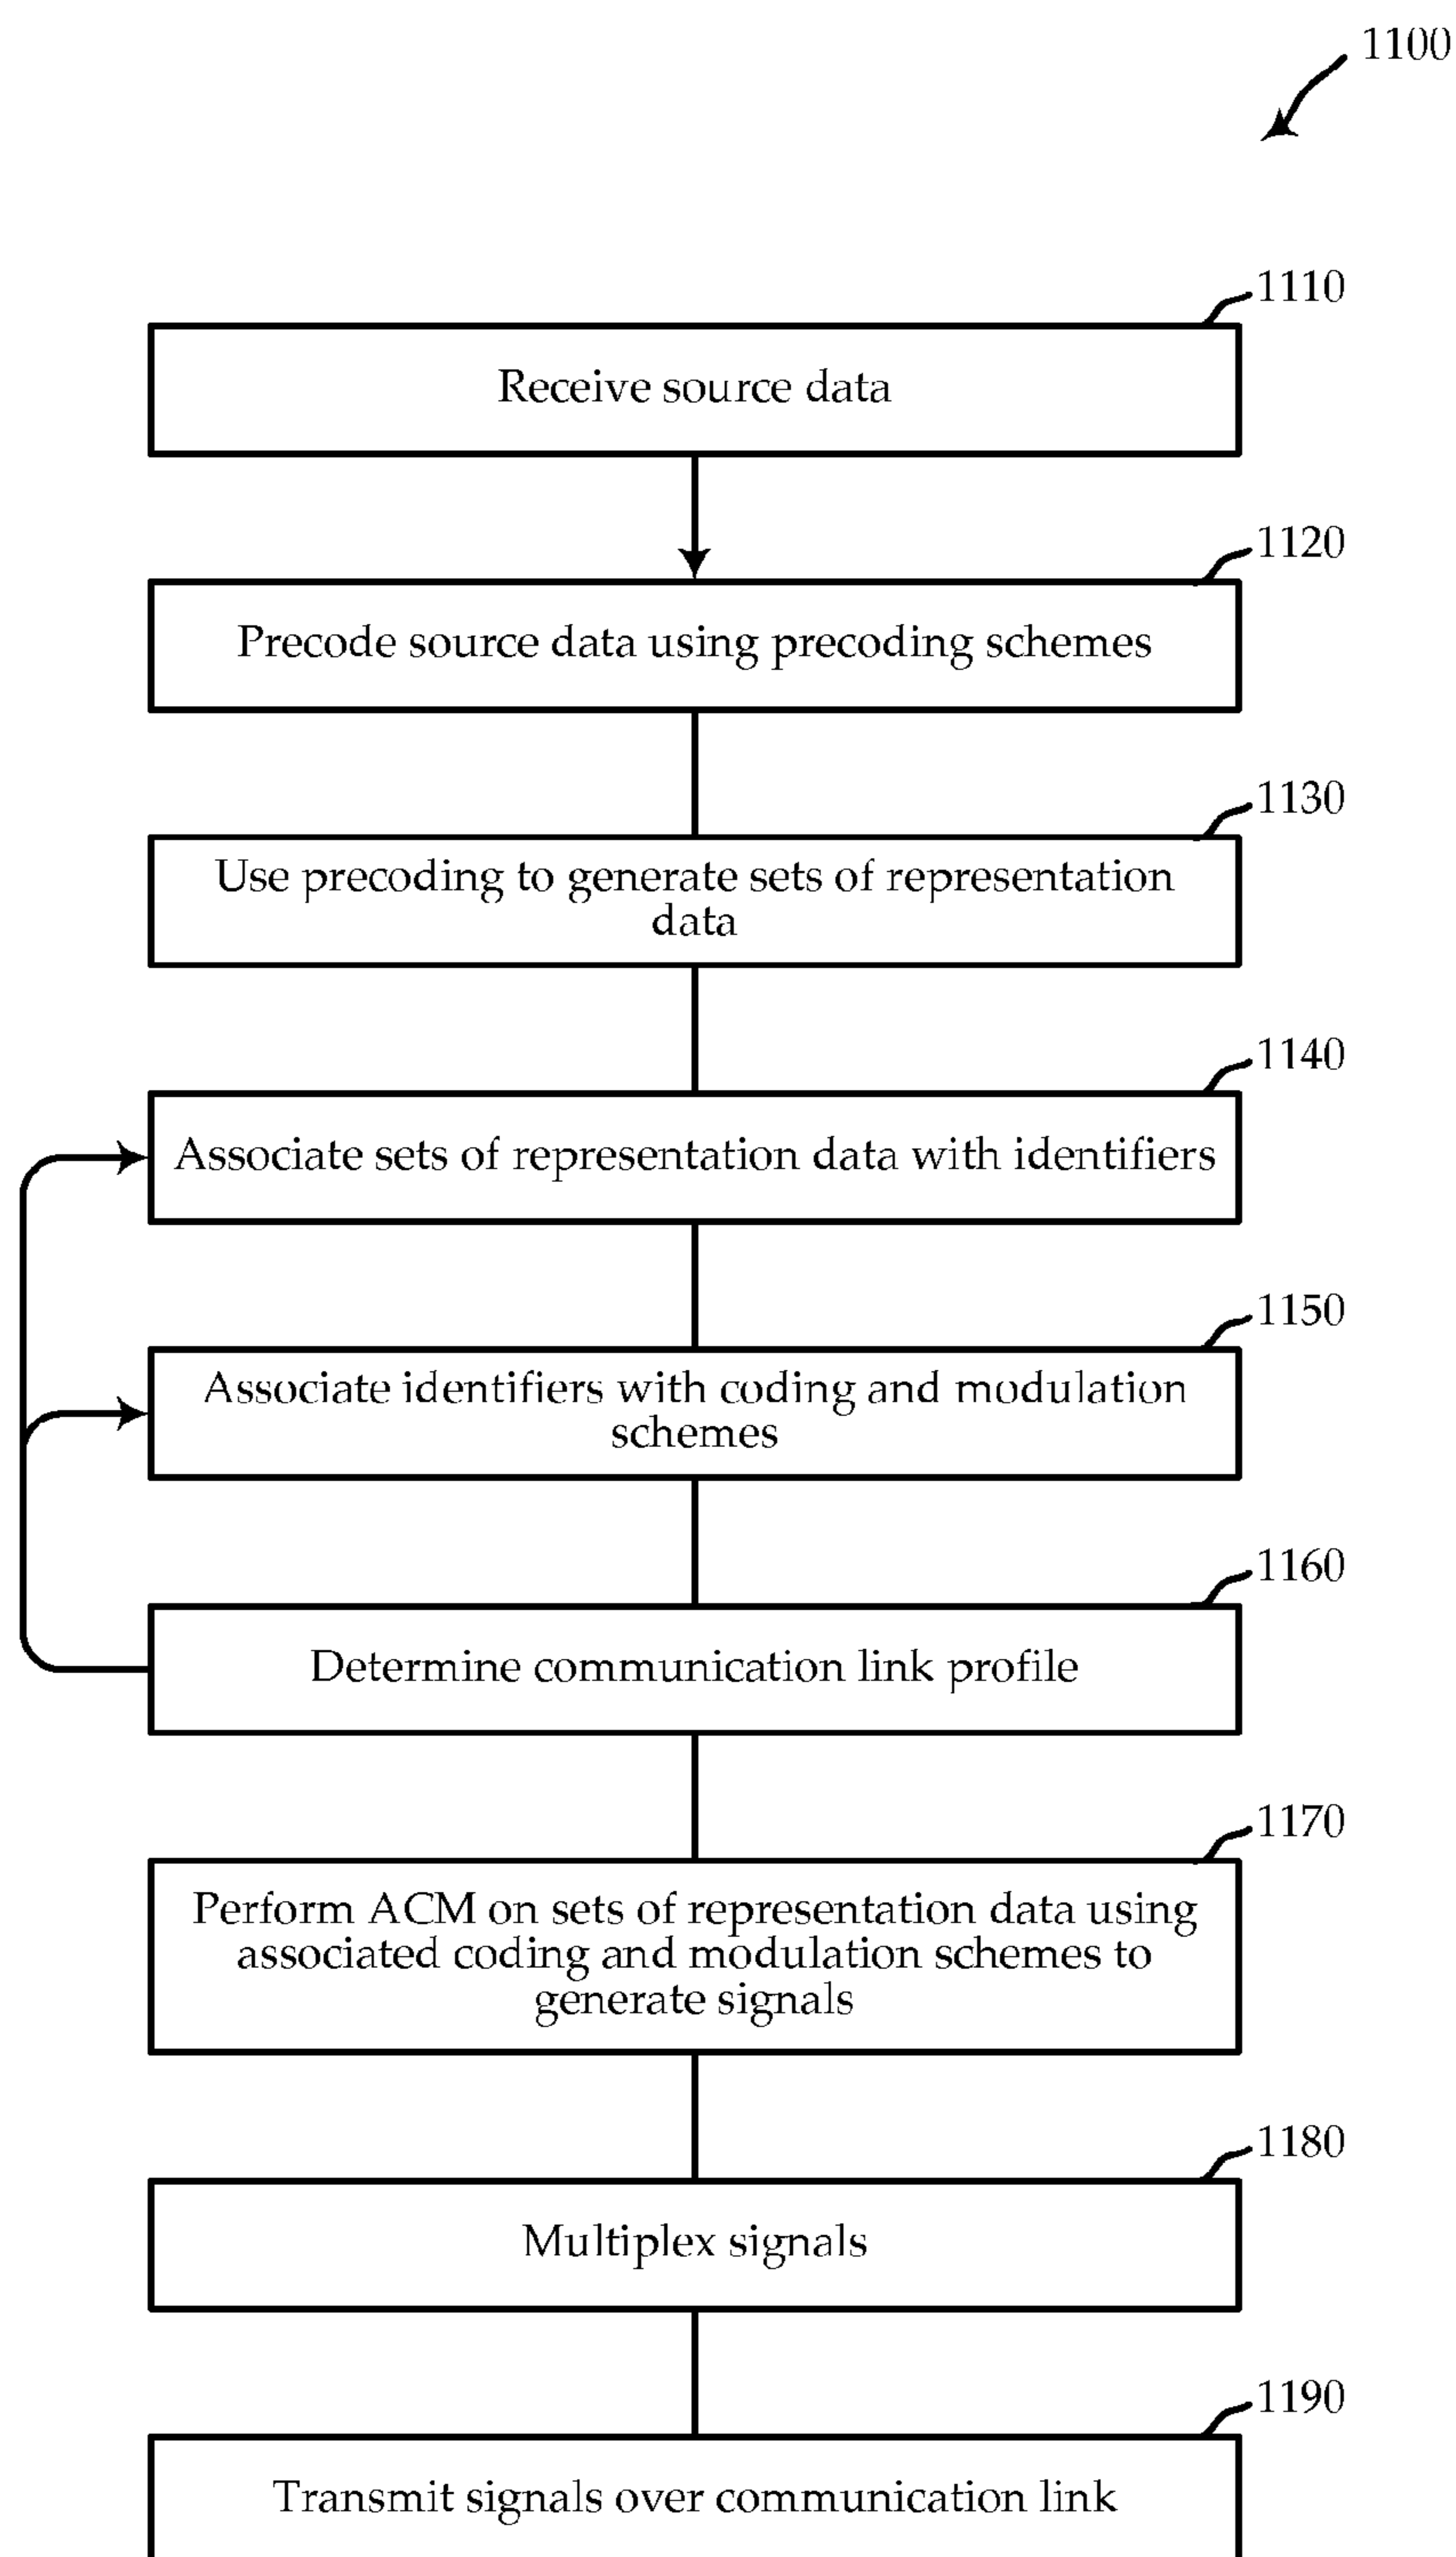 1100
1110
Receive source data
1120
Precode source data using precoding schemes
1130
Use precoding to generate sets of representation
data
1140
Associate sets of representation data with identifiers
1150
Associate identifiers with coding and modulation
schemes
1160
Determine communication link profile
1170
Perform ACM on sets of representation data using
associated coding and modulation schemes to
generate signals
1180
Multiplex signals
1190
Transmit signals over communication link